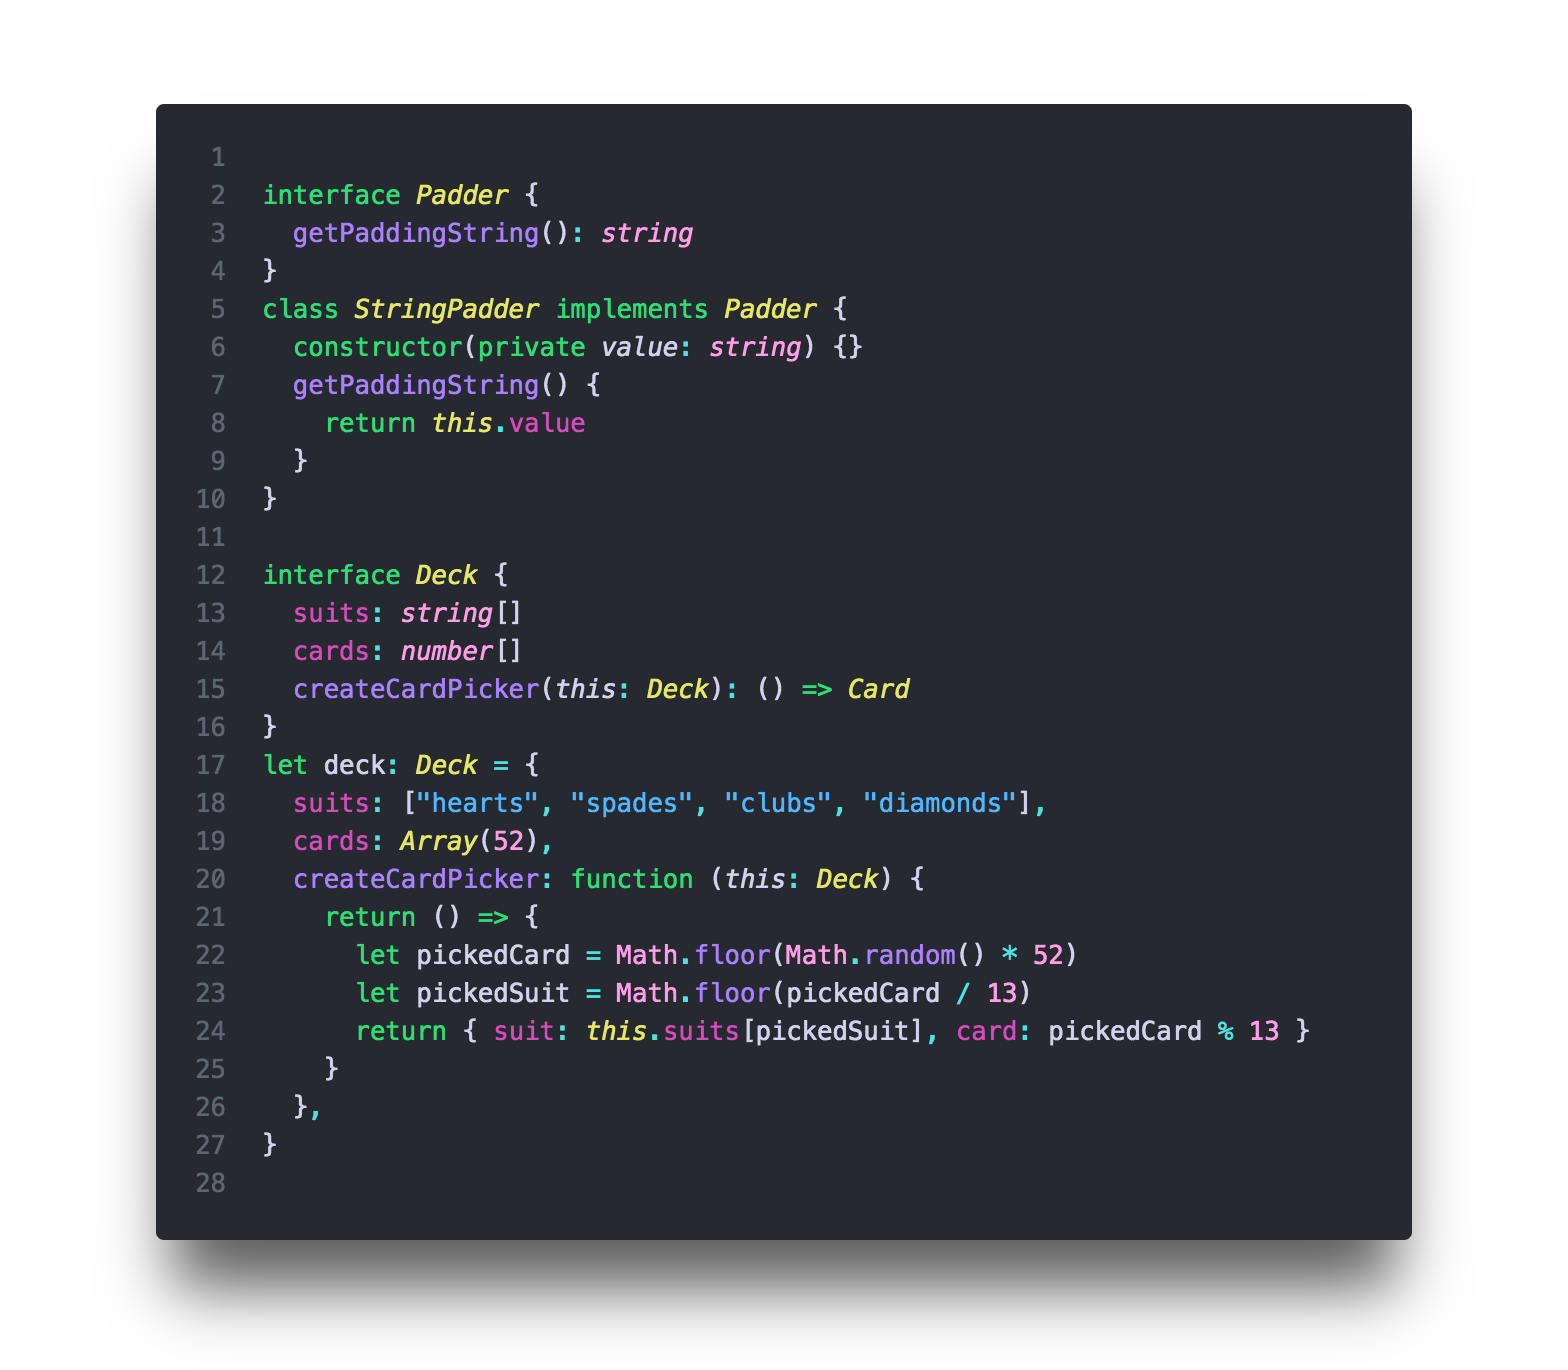 1
2 interface Padder {
3   getPaddingString(): string
4 }
5 class StringPadder implements Padder {
6   constructor(private value: string) {}
7   getPaddingString() {
8     return this.value
9   }
10 }
11
12 interface Deck {
13   suits: string[]
14   cards: number[]
15   createCardPicker(this: Deck): () => Card
16 }
17 let deck: Deck = {
18   suits: ["hearts", "spades", "clubs", "diamonds"],
19   cards: Array(52),
20   createCardPicker: function (this: Deck) {
21     return () => {
22       let pickedCard = Math.floor(Math.random() * 52)
23       let pickedSuit = Math.floor(pickedCard / 13)
24       return { suit: this.suits[pickedSuit], card: pickedCard % 13 }
25     }
26   },
27 }
28